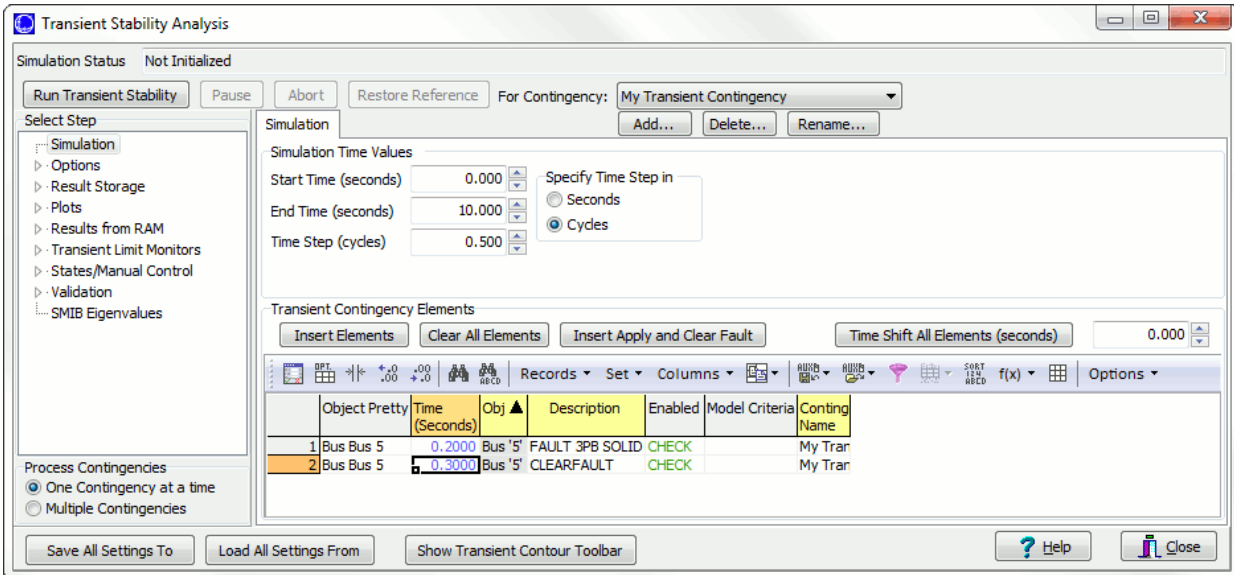 Transient Stability Analysis
Simulation Status Not Initialized
Run Transient Stability Pause Abort Restore Reference For Contingency: My Transient Contingency
Select Step
Simulation
Add... Delete... Rename...
Simulation
Options
Result Storage
Plots
Results from RAM
Transient Limit Monitors
States/Manual Control
Validation
SMIB Eigenvalues
Simulation Time Values
Start Time (seconds) 0.000
End Time (seconds) 10.000
Time Step (cycles) 0.500
Specify Time Step in
Seconds
Cycles
Transient Contingency Elements
Insert Elements Clear All Elements Insert Apply and Clear Fault Time Shift All Elements (seconds) 0.000
Records Set Columns f(x) Options
Object Pretty Time (Seconds) Obj Description Enabled Model Criteria Conting Name
1 Bus Bus 5 0.2000 Bus '5' FAULT 3PB SOLID CHECK My Tran
2 Bus Bus 5 0.3000 Bus '5' CLEARFAULT CHECK My Tran
Process Contingencies
One Contingency at a time
Multiple Contingencies
Save All Settings To Load All Settings From Show Transient Contour Toolbar ? Help Close